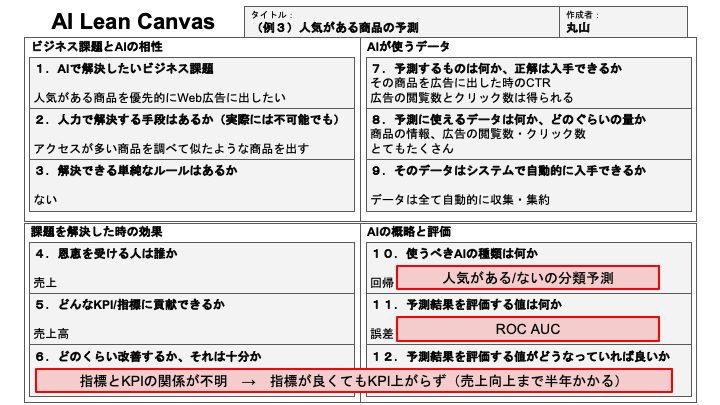 AI Lean Canvas
タイトル：
（例３）人気がある商品の予測
作成者：
丸山
ビジネス課題とAIの相性
１．AIで解決したいビジネス課題
人気がある商品を優先的にWeb広告に出したい
２．人力で解決する手段はあるか（実際には不可能でも）
アクセスが多い商品を調べて似たような商品を出す
３．解決できる単純なルールはあるか
ない
AIが使うデータ
７．予測するものは何か、正解は入手できるか
その商品を広告に出した時のCTR
広告の閲覧数とクリック数は得られる
８．予測に使えるデータは何か、どのぐらいの量か
商品の情報、広告の閲覧数・クリック数
とてもたくさん
９．そのデータはシステムで自動的に入手できるか
データは全て自動的に収集・集約
課題を解決した時の効果
４．恩恵を受ける人は誰か
売上
５．どんなKPI/指標に貢献できるか
売上高
６．どのくらい改善するか、それは十分か
AIの概略と評価
１０．使うべきAIの種類は何か
回帰
人気がある/ないの分類予測
１１．予測結果を評価する値は何か
誤差
ROC AUC
１２．予測結果を評価する値がどうなっていれば良いか
指標とKPIの関係が不明　→　指標が良くてもKPI上がらず（売上向上まで半年かかる）